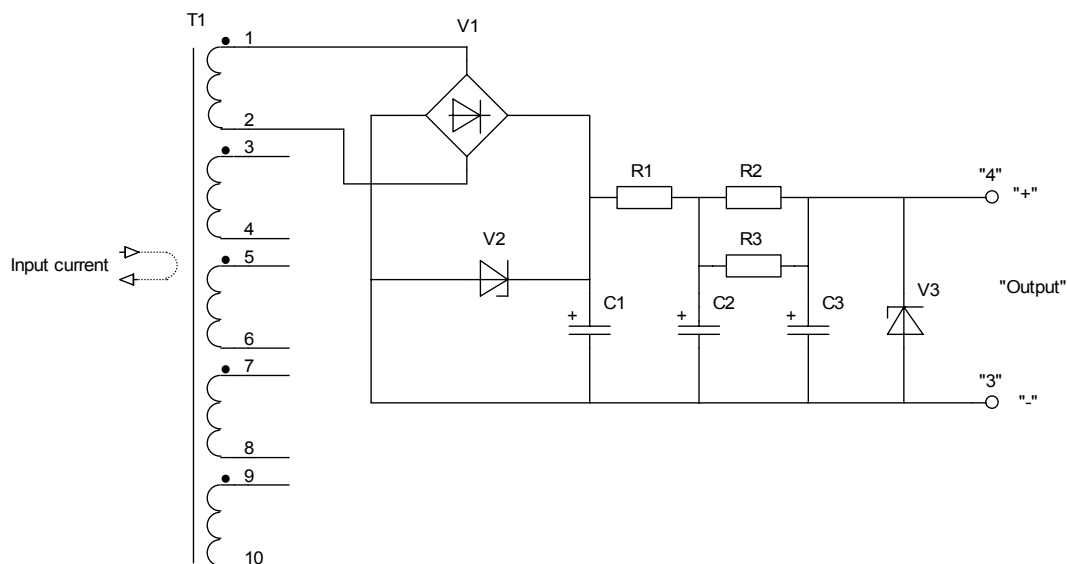 T1
1
V1
2
3
R1
R2
"4"
"+"
4
V2
R3
Input current
5
"Output"
V3
+
C1
+
C2
+
C3
6
7
"3"
"-"
8
9
10